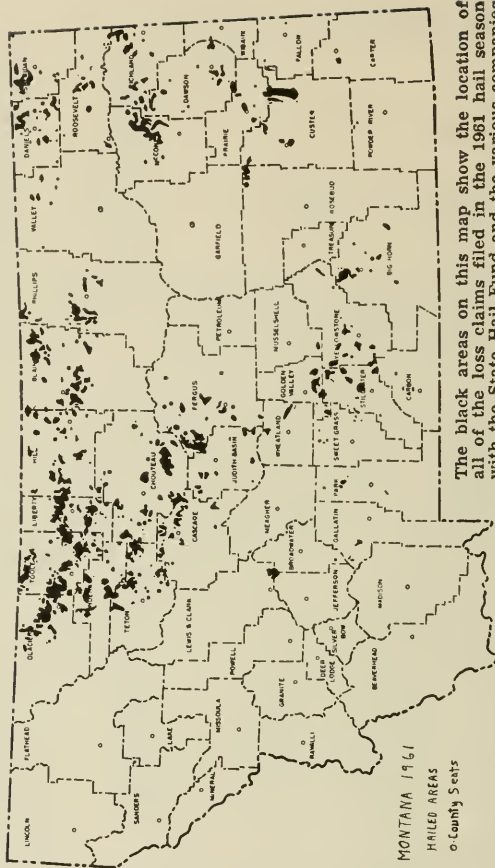 LINCOLN
FLATHEAD
GLACIER
TOOLE
LIBERTY
HILL
BLAINE
PHILLIPS
VALLEY
DANIELS
ROOSEVELT
SANDERS
LAKE
TETON
CHOUTEAU
RICHLAND
MCCONE
DAWSON
WIBAUX
MINERAL
MISSOULA
POWELL
LEWIS & CLARK
CASCADE
JUDITH BASIN
FERGUS
PETROLEUM
GARFIELD
PRAIRIE
FALLON
RAVALLI
GRANITE
DEER LODGE
SILVER BOW
JEFFERSON
BROADWATER
MEAGHER
WHEATLAND
GOLDEN VALLEY
MUSSELSHELL
TREASURE
ROSEBUD
CUSTER
CARTER
POWDER RIVER
BEAVERHEAD
MADISON
GALLATIN
PARK
SWEET GRASS
CARBON
BIG HORN
MONTANA 1961
HAILED AREAS
o-County Seats
The black areas on this map show the location of
all of the loss claims filed in the 1961 hail season
with the State Hail Fund and the various companies